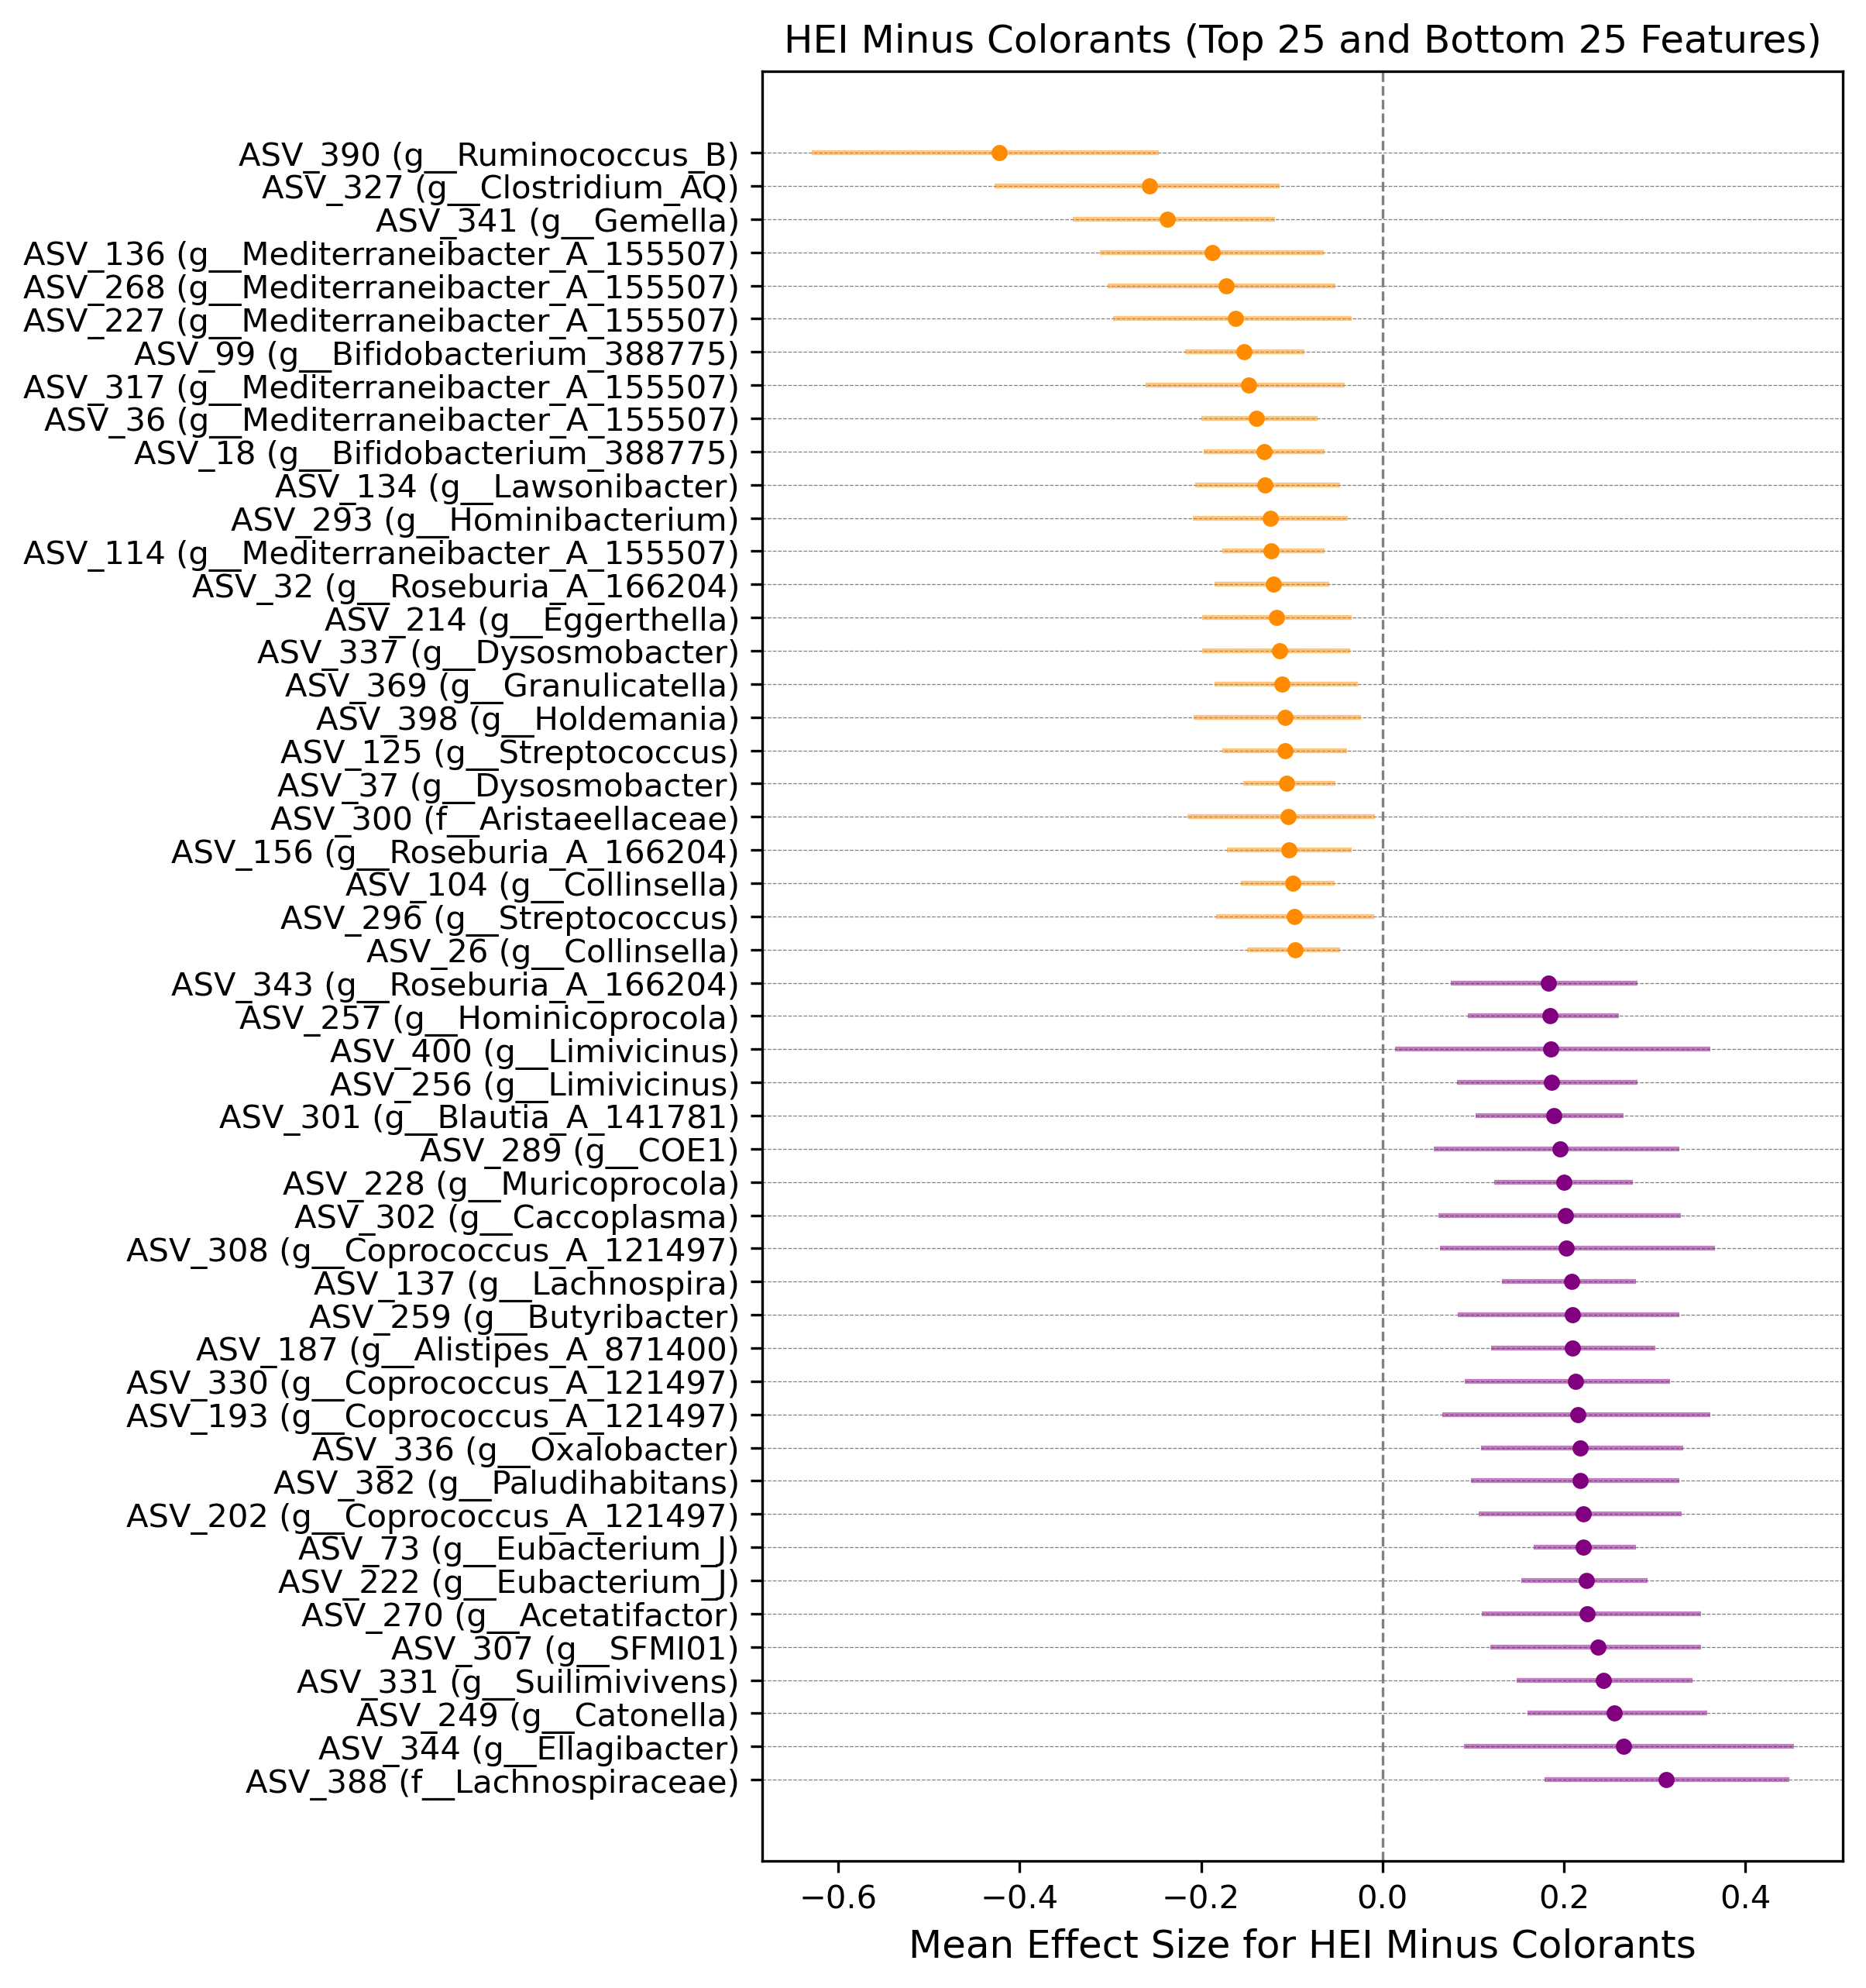 HEI Minus Colorants (Top 25 and Bottom 25 Features)
ASV_390 (g__Ruminococcus_B)
ASV_327 (g__Clostridium_AQ)
ASV_341 (g__Gemella)
ASV_136 (g__Mediterraneibacter_A_155507)
ASV_268 (g__Mediterraneibacter_A_155507)
ASV_227 (g__Mediterraneibacter_A_155507)
ASV_99 (g__Bifidobacterium_388775)
ASV_317 (g__Mediterraneibacter_A_155507)
ASV_36 (g__Mediterraneibacter_A_155507)
ASV_18 (g__Bifidobacterium_388775)
ASV_134 (g__Lawsonibacter)
ASV_293 (g__Hominibacterium)
ASV_114 (g__Mediterraneibacter_A_155507)
ASV_32 (g__Roseburia_A_166204)
ASV_214 (g__Eggerthella)
ASV_337 (g__Dysosmobacter)
ASV_369 (g__Granulicatella)
ASV_398 (g__Holdemania)
ASV_125 (g__Streptococcus)
ASV_37 (g__Dysosmobacter)
ASV_300 (f__Aristaeellaceae)
ASV_156 (g__Roseburia_A_166204)
ASV_104 (g__Collinsella)
ASV_296 (g__Streptococcus)
ASV_26 (g__Collinsella)
ASV_343 (g__Roseburia_A_166204)
ASV_257 (g__Hominicoprocola)
ASV_400 (g__Limivicinus)
ASV_256 (g__Limivicinus)
ASV_301 (g__Blautia_A_141781)
ASV_289 (g__COE1)
ASV_228 (g__Muricoprocola)
ASV_302 (g__Caccoplasma)
ASV_308 (g__Coprococcus_A_121497)
ASV_137 (g__Lachnospira)
ASV_259 (g__Butyribacter)
ASV_187 (g__Alistipes_A_871400)
ASV_330 (g__Coprococcus_A_121497)
ASV_193 (g__Coprococcus_A_121497)
ASV_336 (g__Oxalobacter)
ASV_382 (g__Paludihabitans)
ASV_202 (g__Coprococcus_A_121497)
ASV_73 (g__Eubacterium_J)
ASV_222 (g__Eubacterium_J)
ASV_270 (g__Acetatifactor)
ASV_307 (g__SFMI01)
ASV_331 (g__Suilimivivens)
ASV_249 (g__Catonella)
ASV_344 (g__Ellagibacter)
ASV_388 (f__Lachnospiraceae)
−0.6 −0.4 −0.2 0.0 0.2 0.4
Mean Effect Size for HEI Minus Colorants